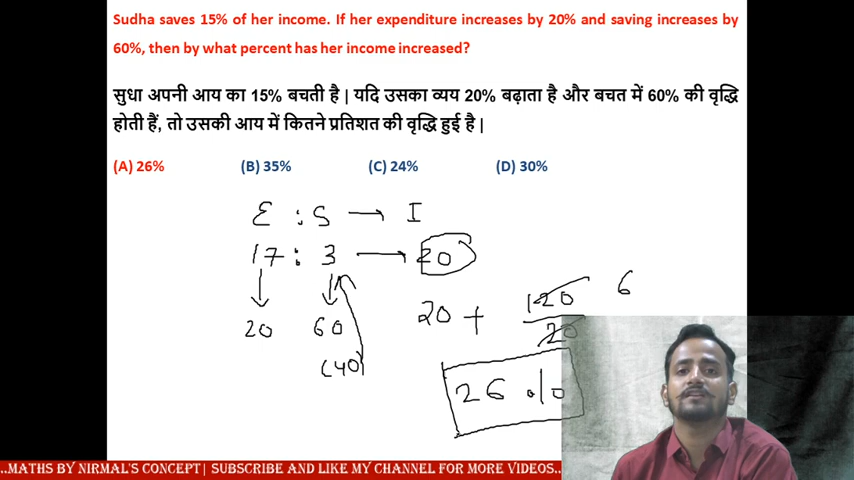 Sudha saves 15% of her income. If her expenditure increases by 20% and saving increases by
60%, then by what percent has her income increased?
सुधा अपनी आय का 15% बचती है | यदि उसका व्यय 20% बढ़ाता है और बचत में 60% की वृद्धि
होती हैं, तो उसकी आय में कितने प्रतिशत की वृद्धि हुई है |
(A) 26% (B) 35% (C) 24% (D) 30%
E : S → I
17 : 3 → 20
20 60
(40)
20 + 120/20 6
26 %
..MATHS BY NIRMAL'S CONCEPT| SUBSCRIBE AND LIKE MY CHANNEL FOR MORE VIDEOS..